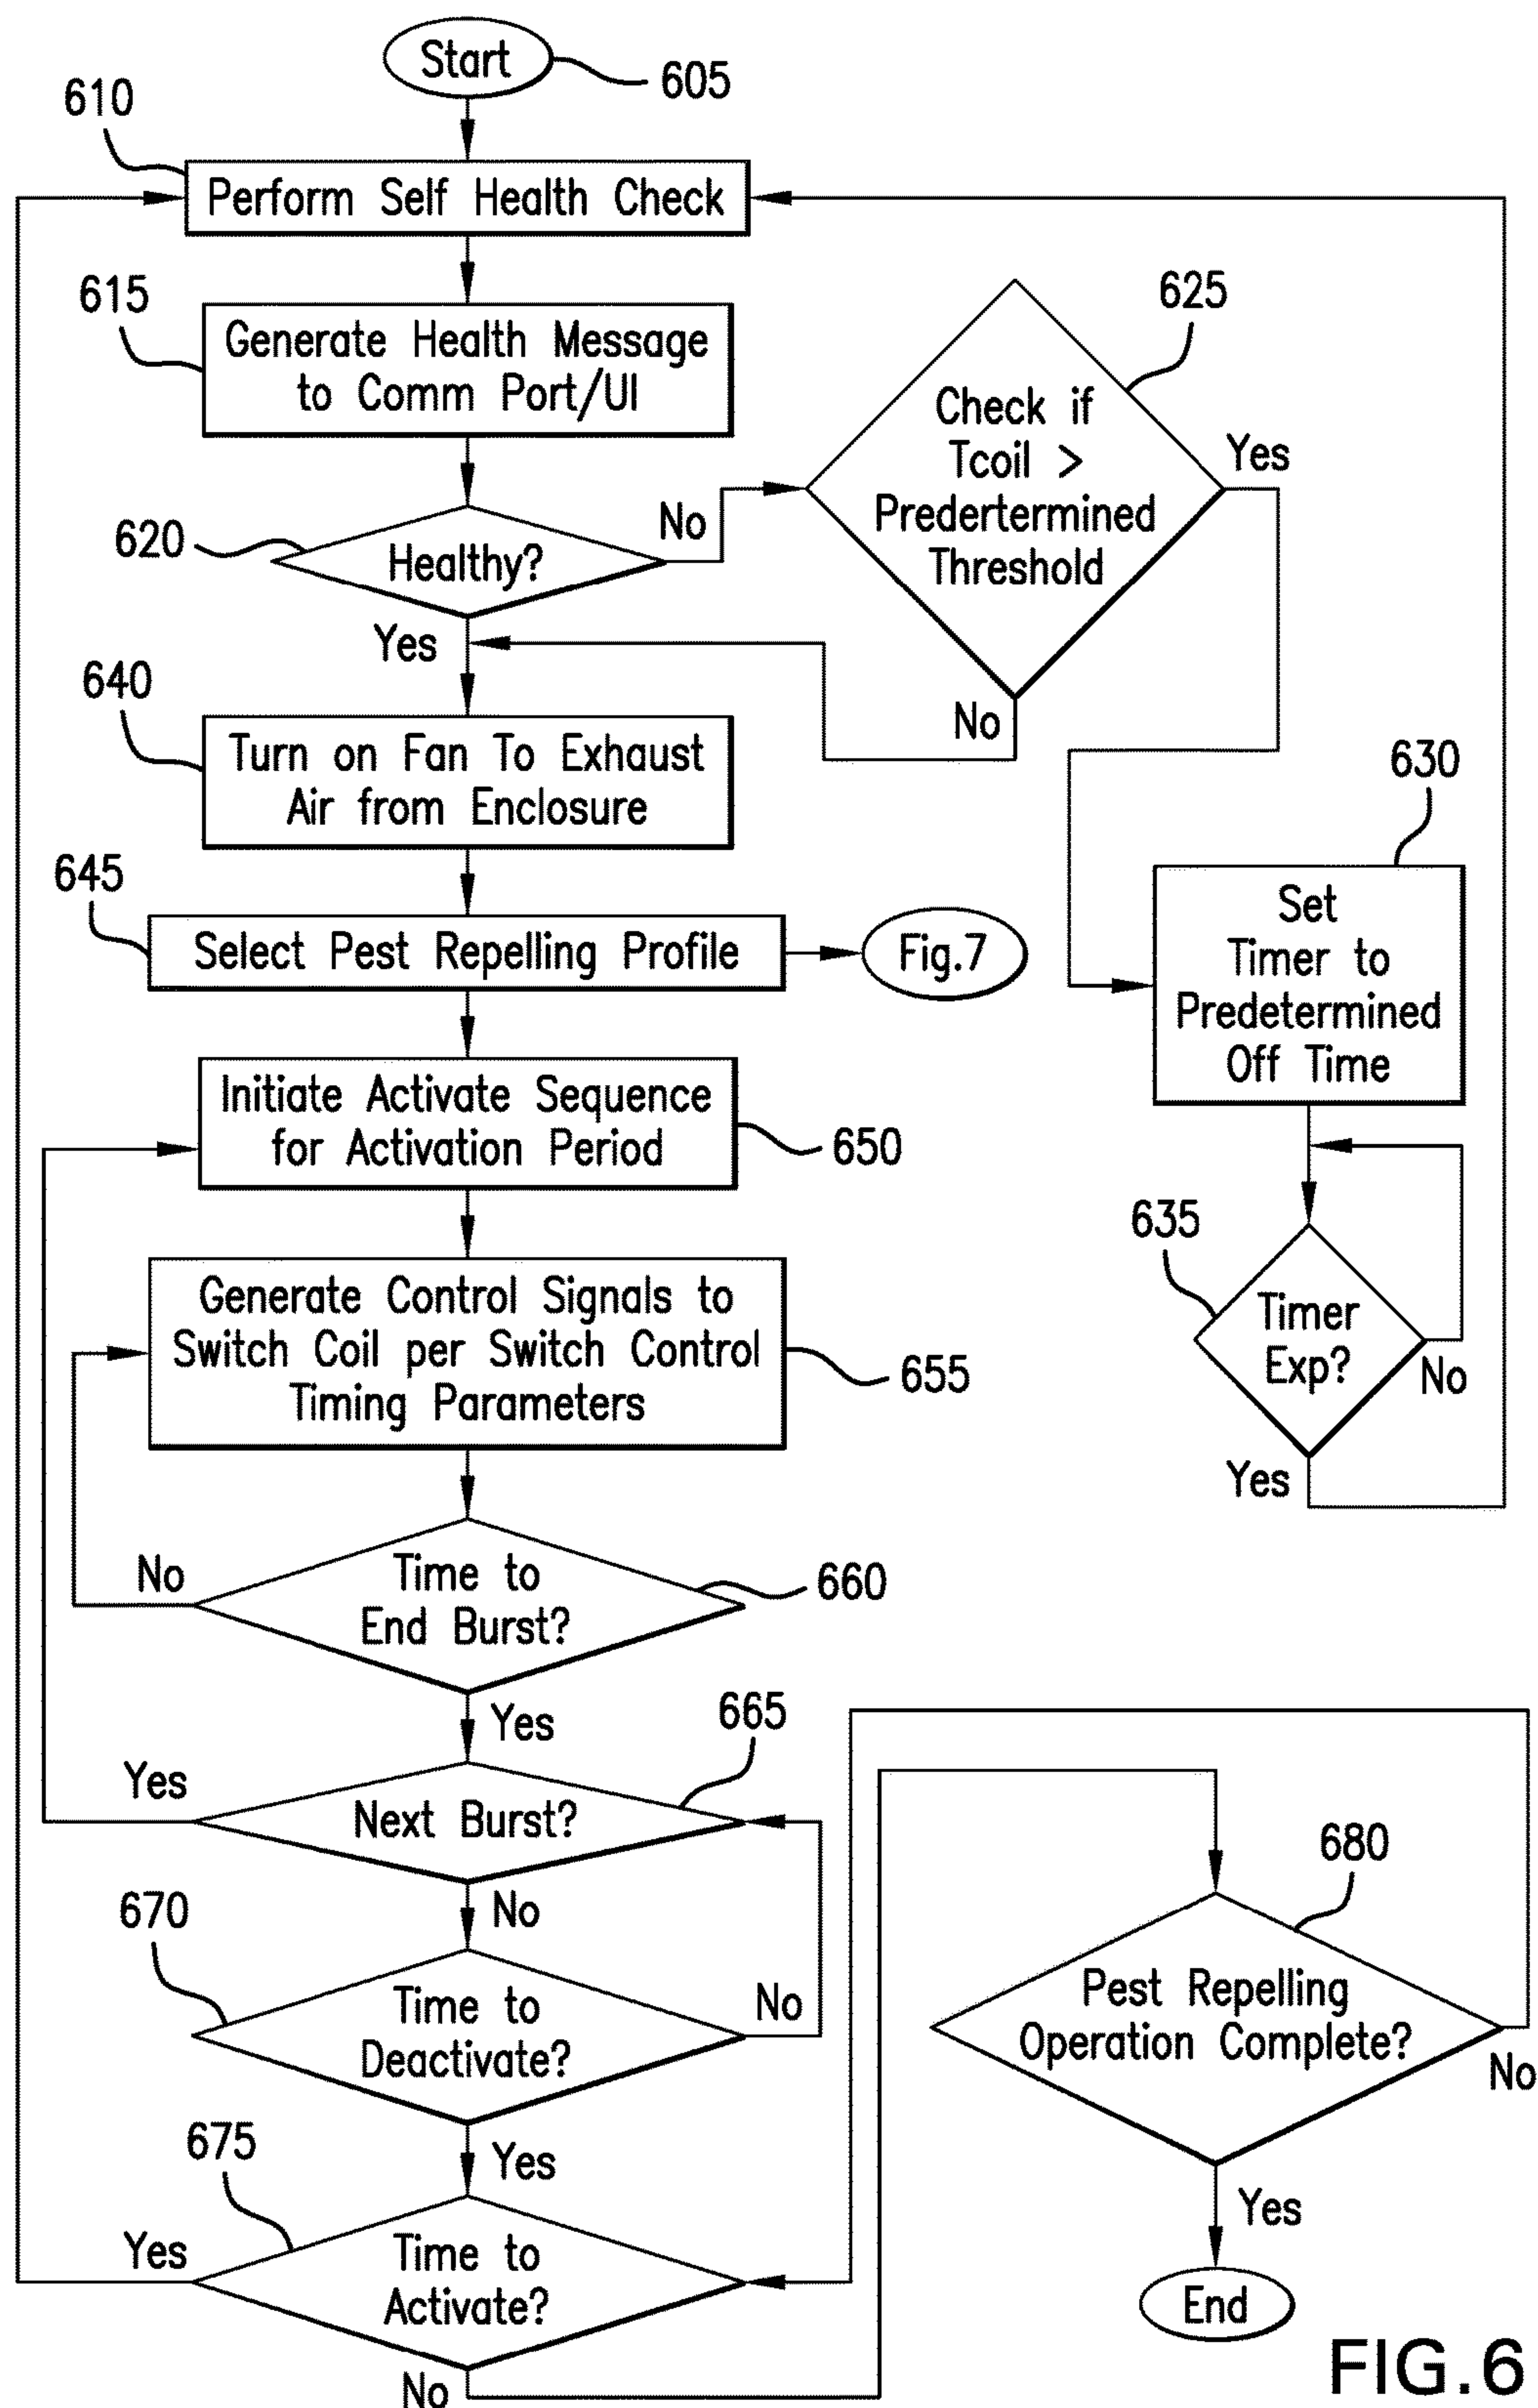 Start
605
610
Perform Self Health Check
615
Generate Health Message
to Comm Port/UI
625
Check if
Tcoil >
Predertermined
Threshold
Yes
No
620
Healthy?
No
Yes
640
Turn on Fan To Exhaust
Air from Enclosure
630
Set
Timer to
Predetermined
Off Time
645
Select Pest Repelling Profile
Fig.7
Initiate Activate Sequence
for Activation Period
650
635
Timer
Exp?
No
Yes
Generate Control Signals to
Switch Coil per Switch Control
Timing Parameters
655
No
Time to
End Burst?
660
Yes
665
Yes
Next Burst?
No
670
Time to
Deactivate?
No
Yes
680
Pest Repelling
Operation Complete?
No
Yes
End
675
Yes
Time to
Activate?
No
FIG.6